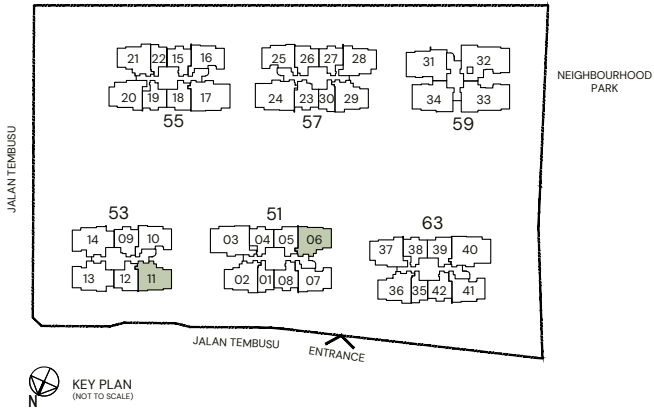 21 22 15 16
20 19 18 17
55
25 26 27 28
24 23 30 29
57
31 32
34 33
59
NEIGHBOURHOOD
PARK
JALAN TEMBUSU
53
14 09 10
13 12 11
51
03 04 05 06
02 01 08 07
63
37 38 39 40
36 35 42 41
JALAN TEMBUSU
ENTRANCE
N
KEY PLAN
(NOT TO SCALE)